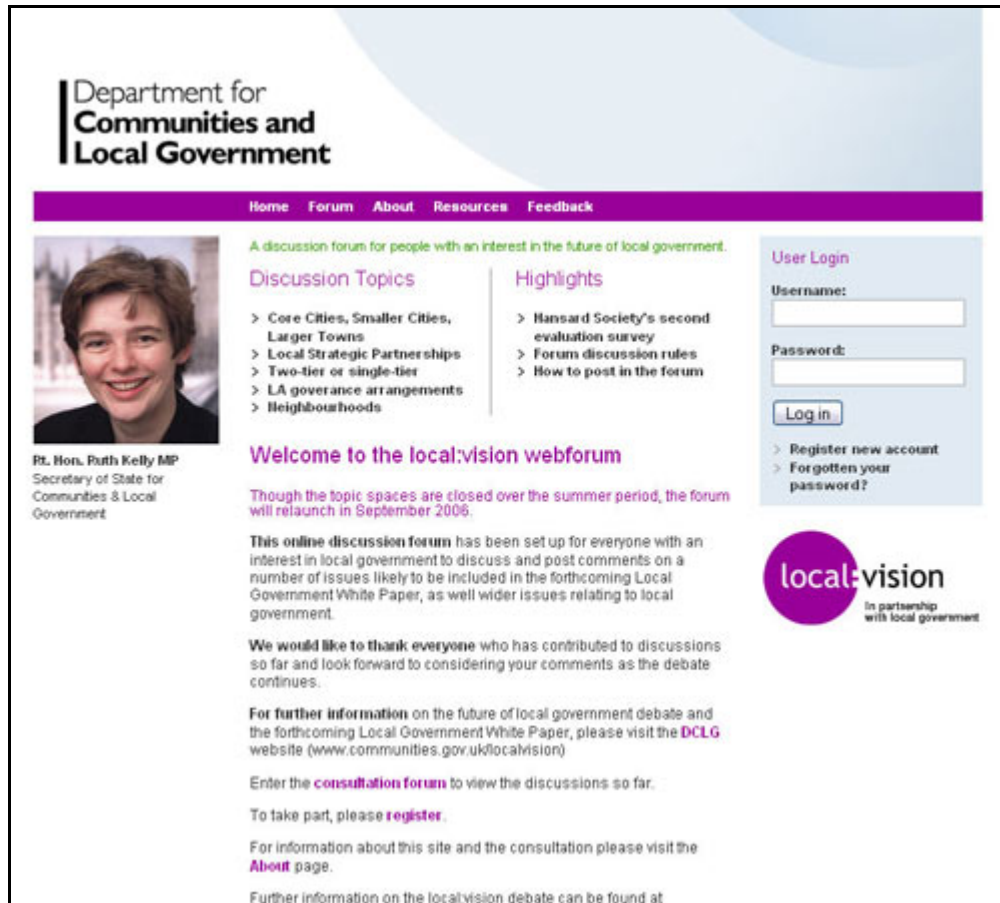 Department for
Communities and
Local Government
Home Forum About Resources Feedback
Rt. Hon. Ruth Kelly MP
Secretary of State for
Communities & Local
Government
A discussion forum for people with an interest in the future of local government.
Discussion Topics
> Core Cities, Smaller Cities,
Larger Towns
> Local Strategic Partnerships
> Two-tier or single-tier
> LA goverance arrangements
> Neighbourhoods
Highlights
> Hansard Society's second
evaluation survey
> Forum discussion rules
> How to post in the forum
Welcome to the local:vision webforum
Though the topic spaces are closed over the summer period, the forum
will relaunch in September 2006.
This online discussion forum has been set up for everyone with an
interest in local government to discuss and post comments on a
number of issues likely to be included in the forthcoming Local
Government White Paper, as well wider issues relating to local
government.
We would like to thank everyone who has contributed to discussions
so far and look forward to considering your comments as the debate
continues.
For further information on the future of local government debate and
the forthcoming Local Government White Paper, please visit the DCLG
website (www.communities.gov.uk/localvision)
Enter the consultation forum to view the discussions so far.
To take part, please register.
For information about this site and the consultation please visit the
About page.
Further information on the local:vision debate can be found at
User Login
Username:
Password:
Log in
> Register new account
> Forgotten your
password?
local:vision
In partnership
with local government